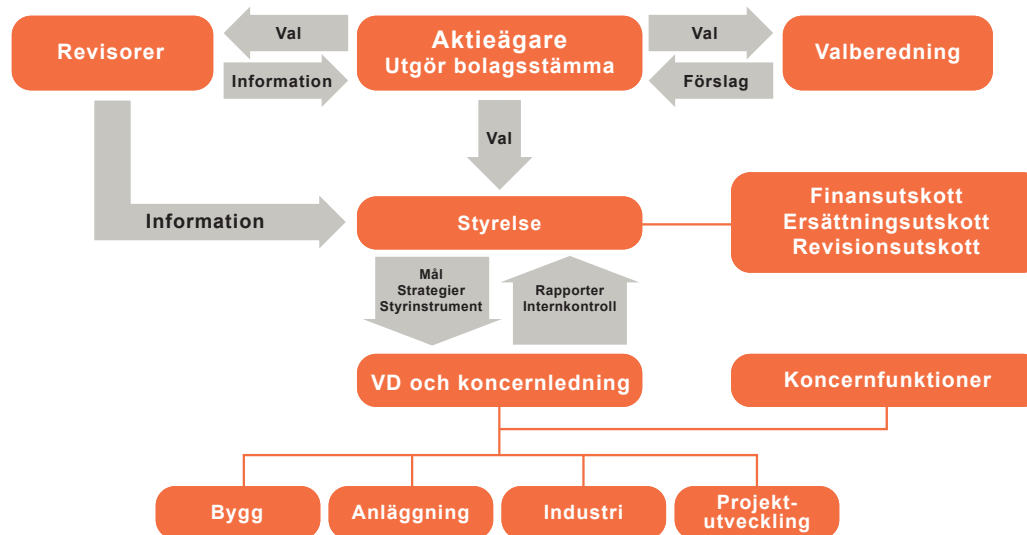 Revisorer
Val
Information
Aktieägare
Utgör bolagsstämma
Val
Förslag
Valberedning
Val
Information
Styrelse
Finansutskott
Ersättningsutskott
Revisionsutskott
Mål
Strategier
Styrinstrument
Rapporter
Internkontroll
VD och koncernledning
Koncernfunktioner
Bygg
Anläggning
Industri
Projekt-
utveckling